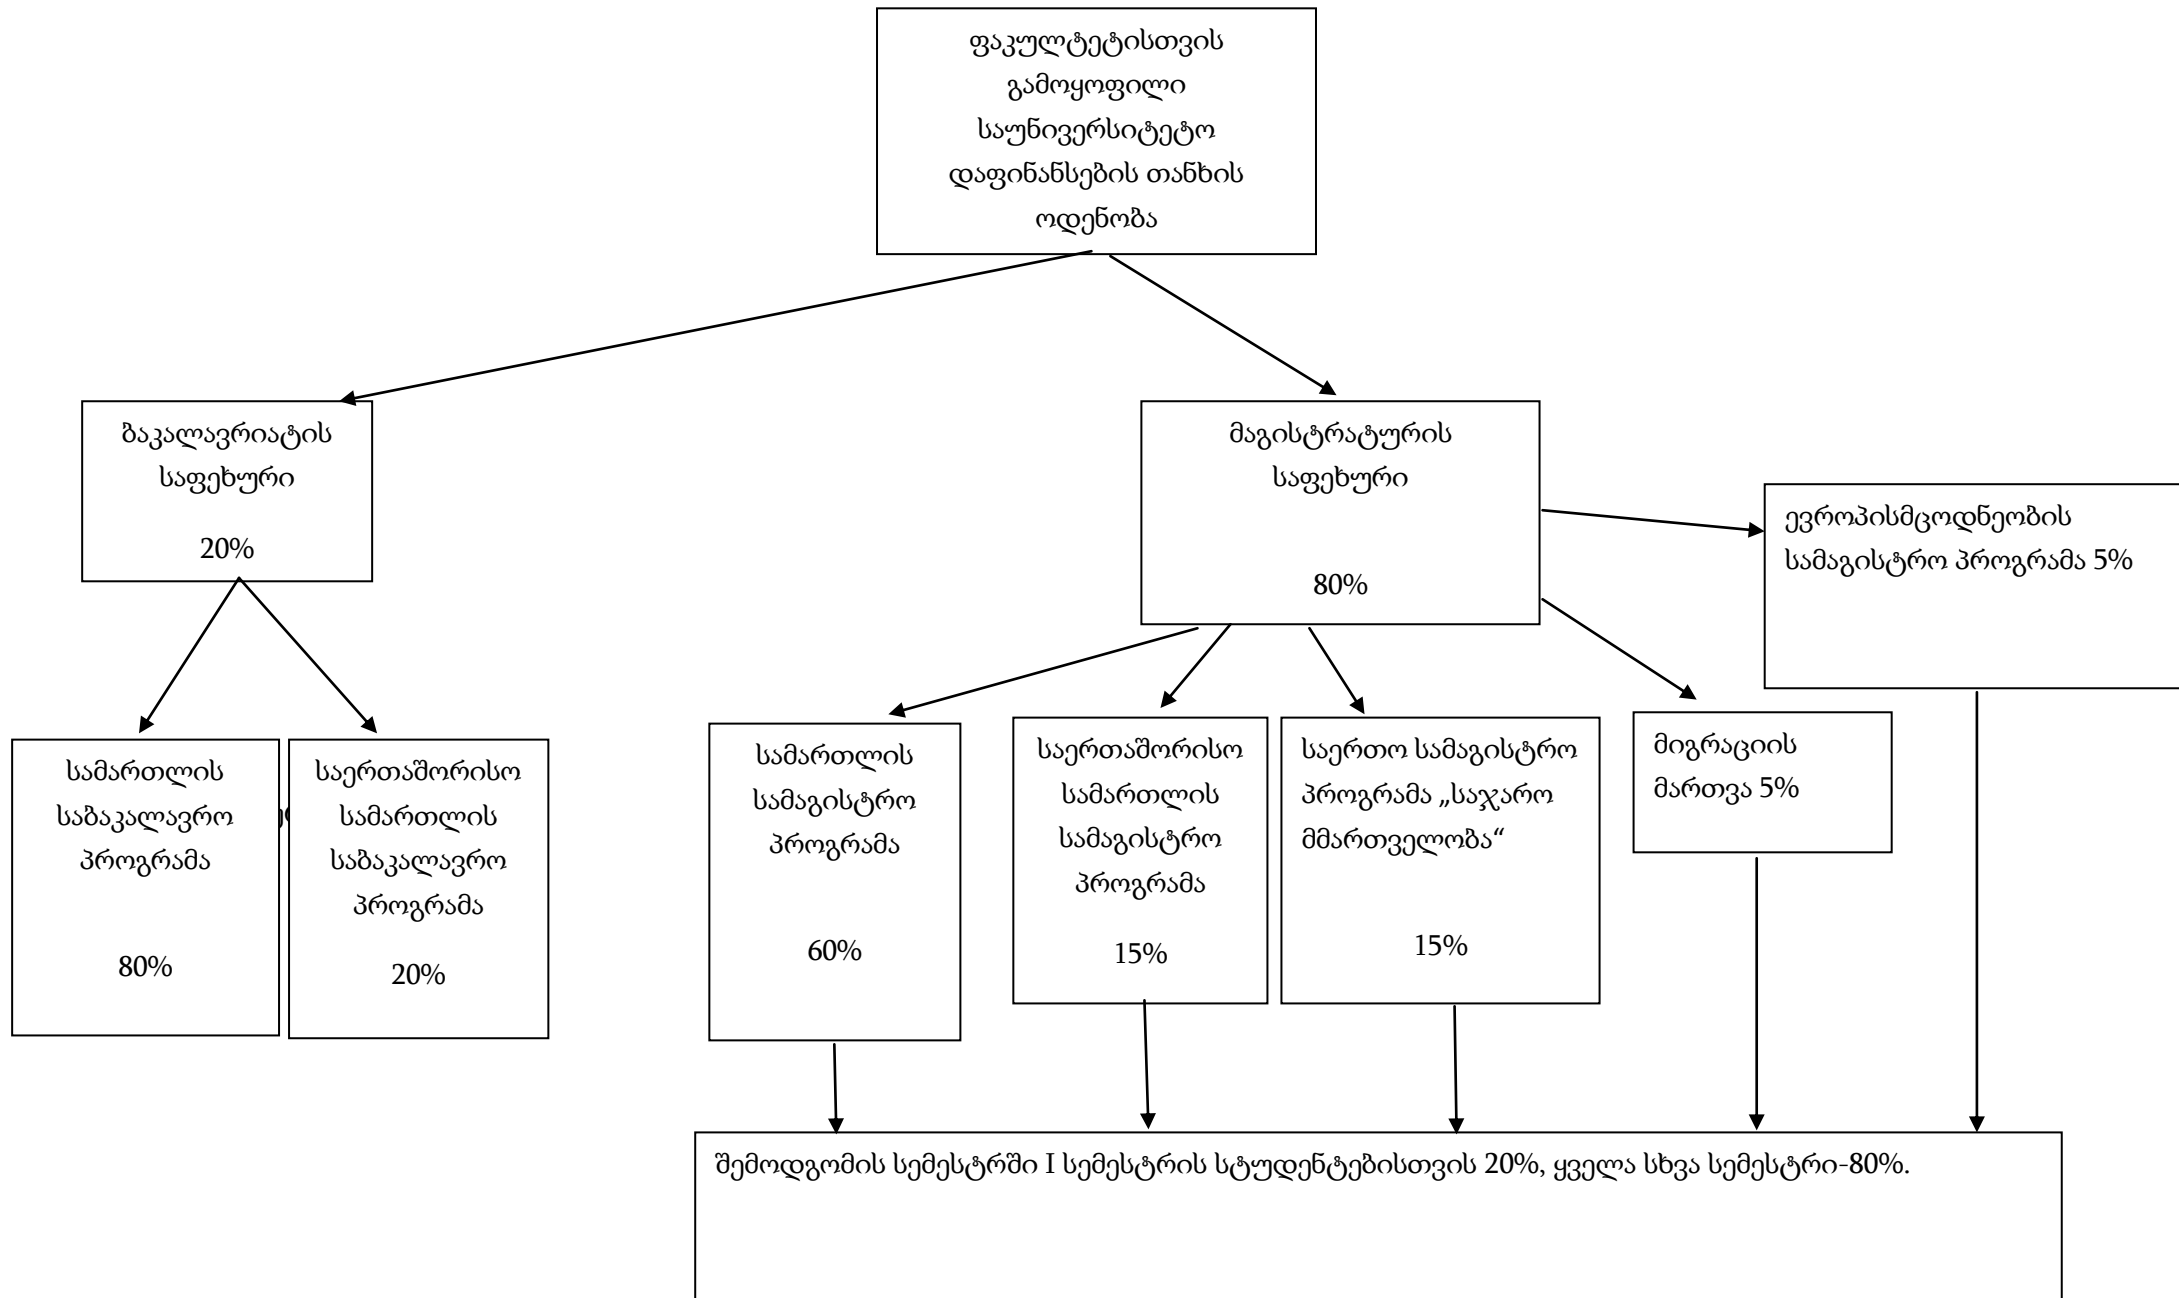 ფაკულტეტისთვის
გამოყოფილი
საუნივერსიტეტო
დაფინანსების თანხის
ოდენობა
ბაკალავრიატის
საფეხური
20%
მაგისტრატურის
საფეხური
80%
ევროპისმცოდნეობის
სამაგისტრო პროგრამა 5%
სამართლის
საბაკალავრო
პროგრამა
80%
საერთაშორისო
სამართლის
საბაკალავრო
პროგრამა
20%
სამართლის
სამაგისტრო
პროგრამა
60%
საერთაშორისო
სამართლის
სამაგისტრო
პროგრამა
15%
საერთო სამაგისტრო
პროგრამა „საჯარო
მმართველობა“
15%
მიგრაციის
მართვა 5%
შემოდგომის სემესტრში I სემესტრის სტუდენტებისთვის 20%, ყველა სხვა სემესტრი-80%.